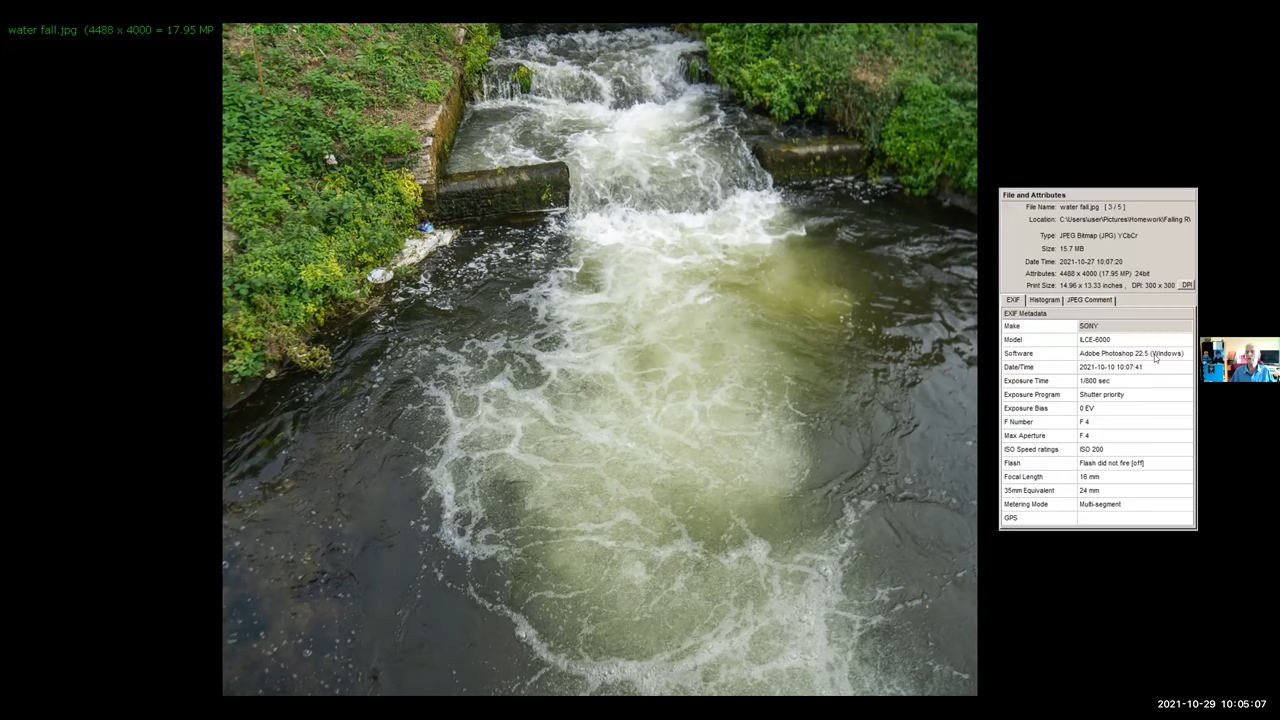 water fall.jpg (4488 x 4000 = 17.95 MP
File and Attributes
File Name: water fall.jpg [ 3 / 5 ]
Location: C:\Users\user\Pictures\Homework\Falling R\
Type: JPEG Bitmap (JPG) YCbCr
Size: 15.7 MB
Date Time: 2021-10-27 10:07:20
Attributes: 4488 x 4000 (17.95 MP) 24bit
Print Size: 14.96 x 13.33 inches , DPI: 300 x 300 DPI
EXIF Histogram JPEG Comment
EXIF Metadata
Make SONY
Model ILCE-6000
Software Adobe Photoshop 22.5 (Windows)
Date/Time 2021-10-10 10:07:41
Exposure Time 1/800 sec
Exposure Program Shutter priority
Exposure Bias 0 EV
F Number F 4
Max Aperture F 4
ISO Speed ratings ISO 200
Flash Flash did not fire [off]
Focal Length 16 mm
35mm Equivalent 24 mm
Metering Mode Multi-segment
GPS
2021-10-29 10:05:07